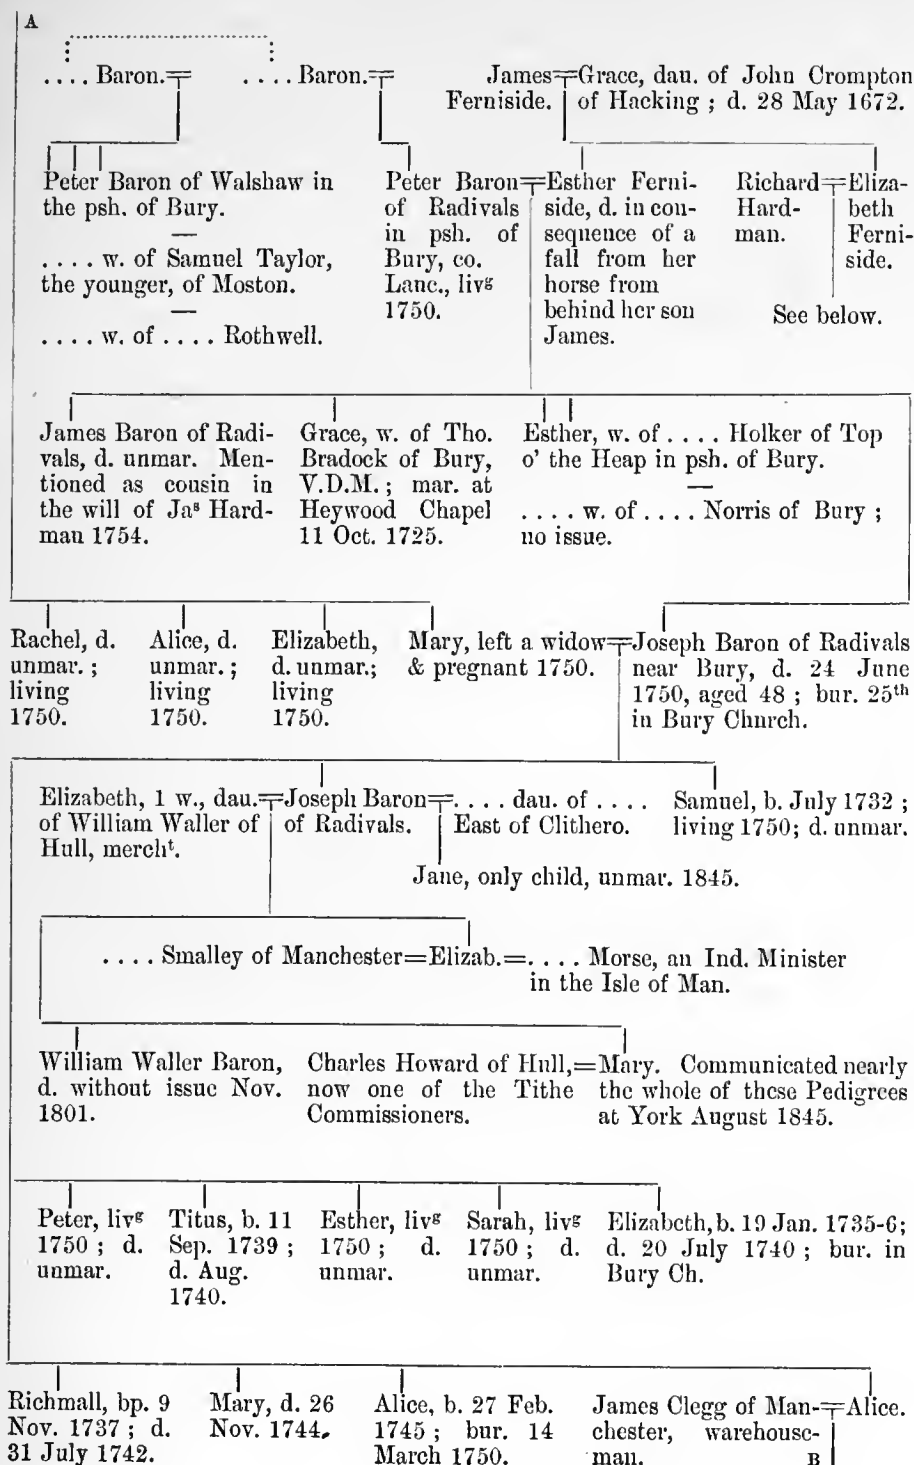 A
.... Baron.╤ .... Baron.╤ James╤Grace, dau. of John Crompton
Ferniside. of Hacking ; d. 28 May 1672.
Peter Baron of Walshaw in
the psh. of Bury.
—
.... w. of Samuel Taylor,
the younger, of Moston.
—
.... w. of .... Rothwell.
Peter Baron╤Esther Ferni-
of Radivals
in psh. of
Bury, co.
Lanc., livᵍ
1750.
side, d. in con-
sequence of a
fall from her
horse from
behind her son
James.
Richard╤Eliza-
Hard-
man.
beth
Ferni-
side.
See below.
James Baron of Radi-
vals, d. unmar. Men-
tioned as cousin in
the will of Jaˢ Hard-
man 1754.
Grace, w. of Tho.
Bradock of Bury,
V.D.M. ; mar. at
Heywood Chapel
11 Oct. 1725.
Esther, w. of .... Holker of Top
o' the Heap in psh. of Bury.
—
.... w. of .... Norris of Bury ;
no issue.
Rachel, d.
unmar. ;
living
1750.
Alice, d.
unmar. ;
living
1750.
Elizabeth,
d. unmar.;
living
1750.
Mary, left a widow╤Joseph Baron of Radivals
& pregnant 1750.
near Bury, d. 24 June
1750, aged 48 ; bur. 25ᵗʰ
in Bury Church.
Elizabeth, 1 w., dau.╤Joseph Baron╤.... dau. of ....
of William Waller of
Hull, merchᵗ.
of Radivals.
East of Clithero.
Samuel, b. July 1732 ;
living 1750; d. unmar.
Jane, only child, unmar. 1845.
.... Smalley of Manchester=Elizab.=.... Morse, an Ind. Minister
in the Isle of Man.
William Waller Baron,
d. without issue Nov.
1801.
Charles Howard of Hull,=Mary. Communicated nearly
now one of the Tithe
Commissioners.
the whole of these Pedigrees
at York August 1845.
Peter, livᵍ
1750 ; d.
unmar.
Titus, b. 11
Sep. 1739 ;
d. Aug.
1740.
Esther, livᵍ
1750 ; d.
unmar.
Sarah, livᵍ
1750 ; d.
unmar.
Elizabeth, b. 19 Jan. 1735-6;
d. 20 July 1740 ; bur. in
Bury Ch.
Richmall, bp. 9
Nov. 1737 ; d.
31 July 1742.
Mary, d. 26
Nov. 1744.
Alice, b. 27 Feb.
1745 ; bur. 14
March 1750.
James Clegg of Man-╤Alice.
chester, warehouse-
man.
B